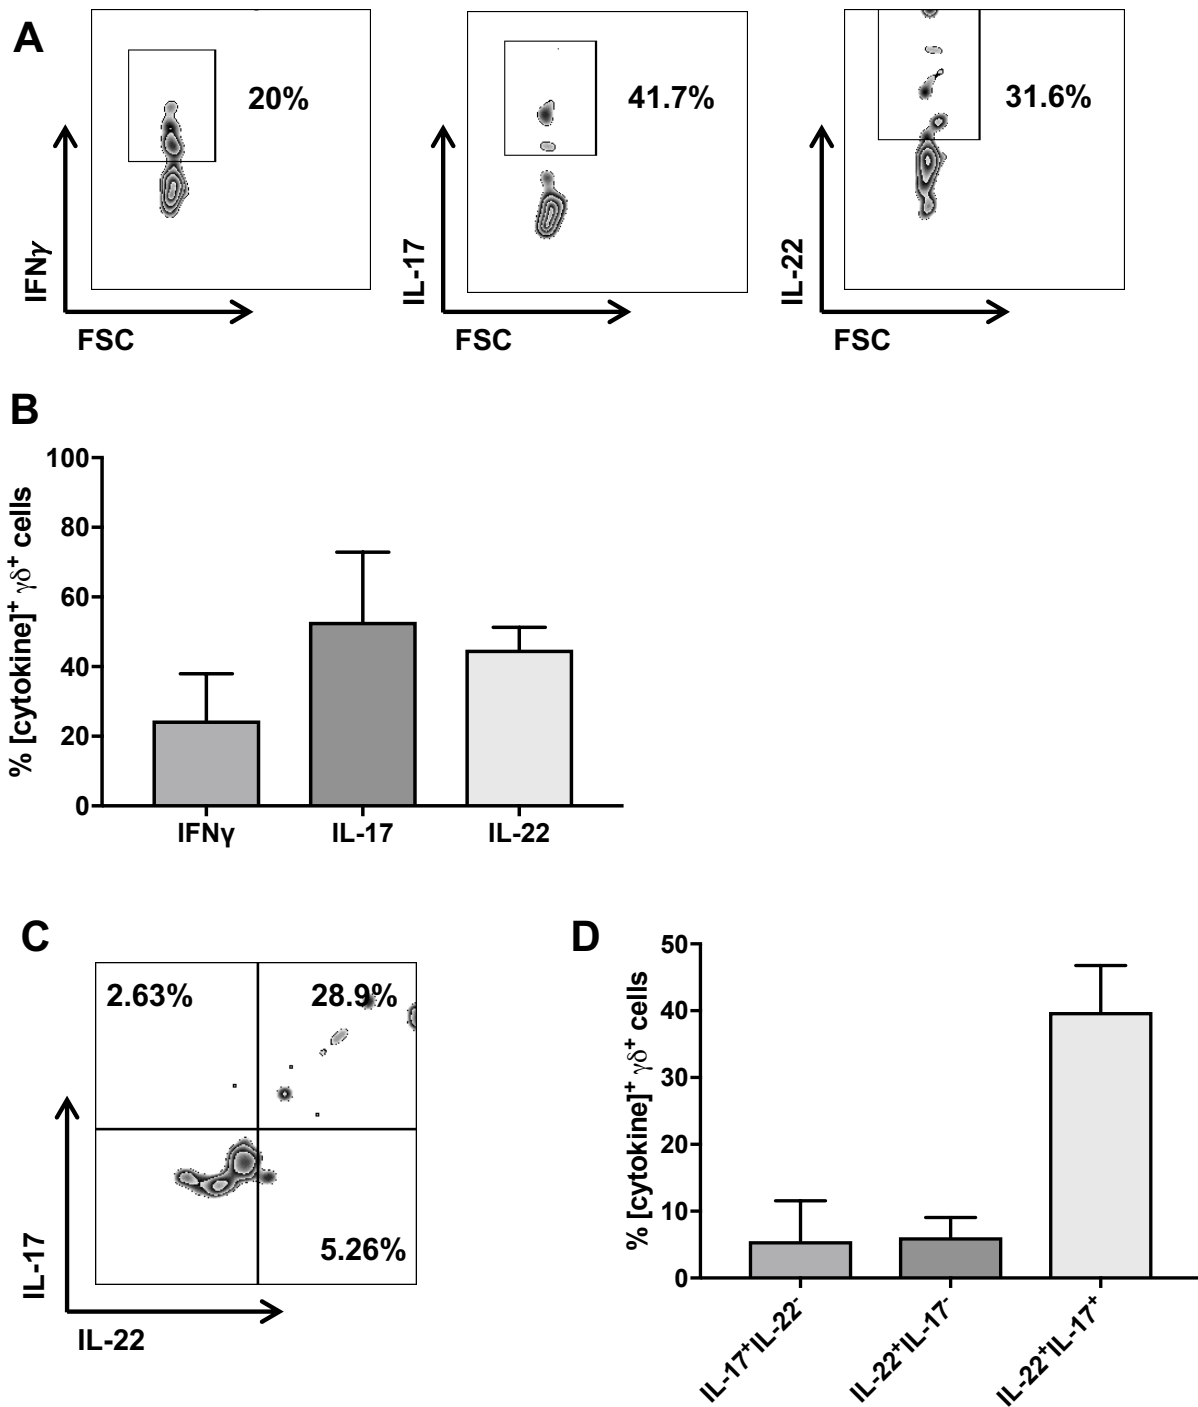 A
20%
41.7%
31.6%
IFNγ
FSC
IL-17
FSC
IL-22
FSC
B
% [cytokine]⁺ γδ⁺ cells
100
80
60
40
20
0
IFNγ
IL-17
IL-22
C
2.63%
28.9%
5.26%
IL-17
IL-22
D
% [cytokine]⁺ γδ⁺ cells
50
40
30
20
10
0
IL-17⁺IL-22⁻
IL-22⁺IL-17⁻
IL-22⁺IL-17⁺